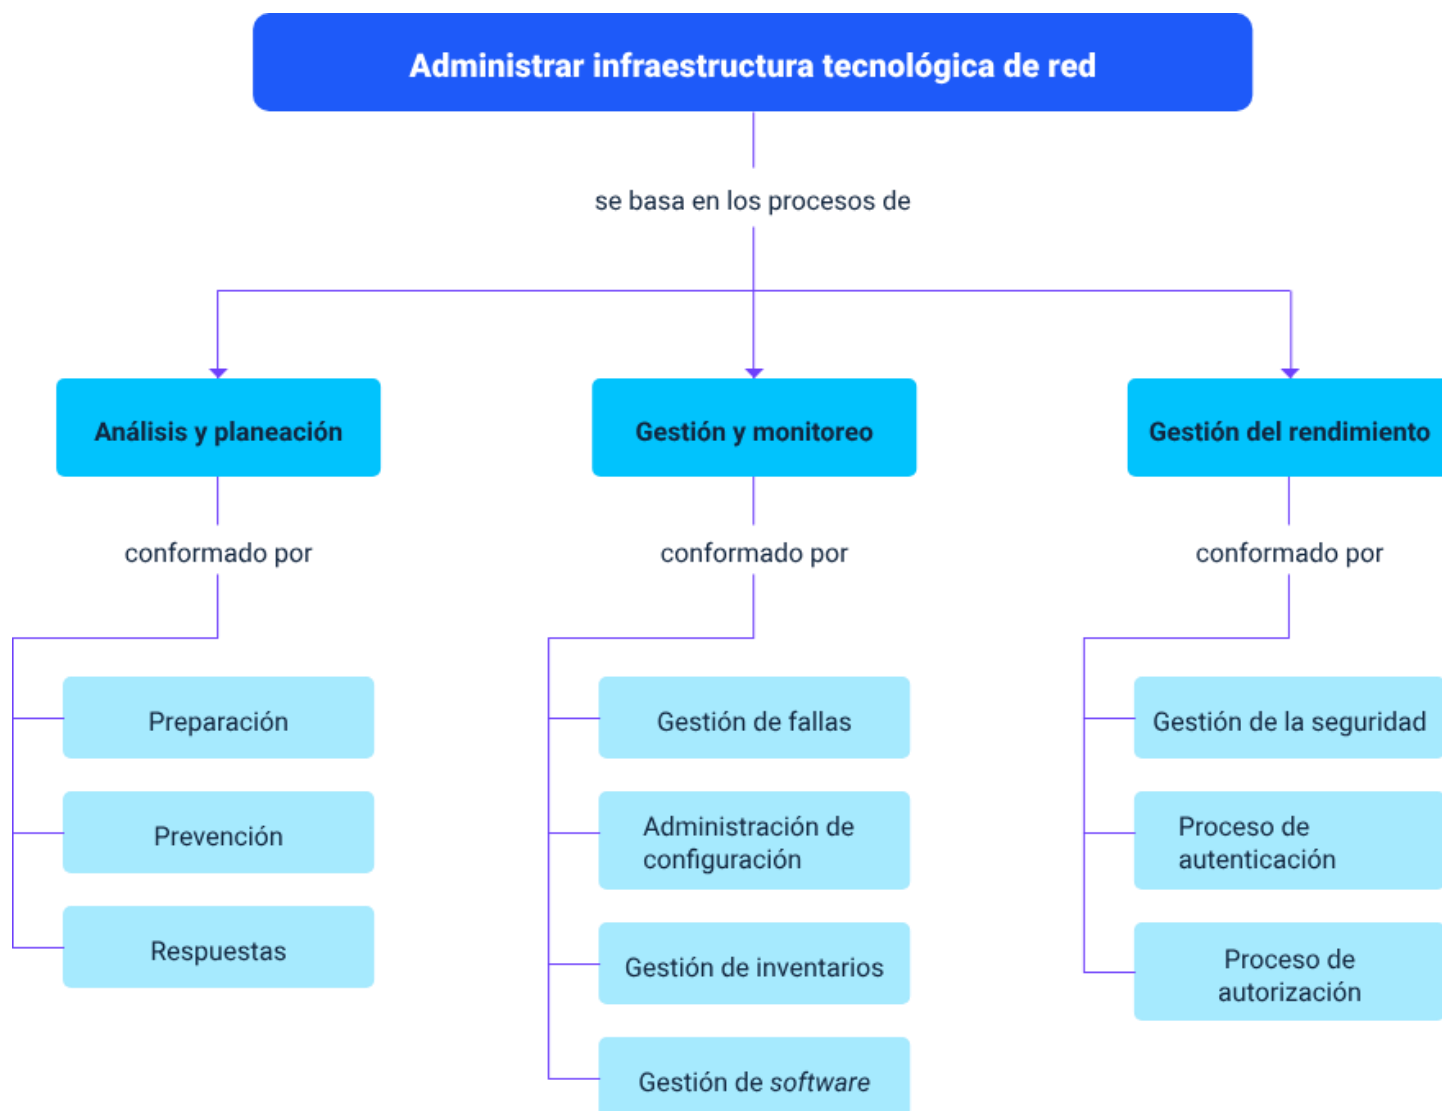 Administrar infraestructura tecnológica de red
se basa en los procesos de
Análisis y planeación
Gestión y monitoreo
Gestión del rendimiento
conformado por
conformado por
conformado por
Preparación
Prevención
Respuestas
Gestión de fallas
Administración de
configuración
Gestión de inventarios
Gestión de software
Gestión de la seguridad
Proceso de
autenticación
Proceso de
autorización